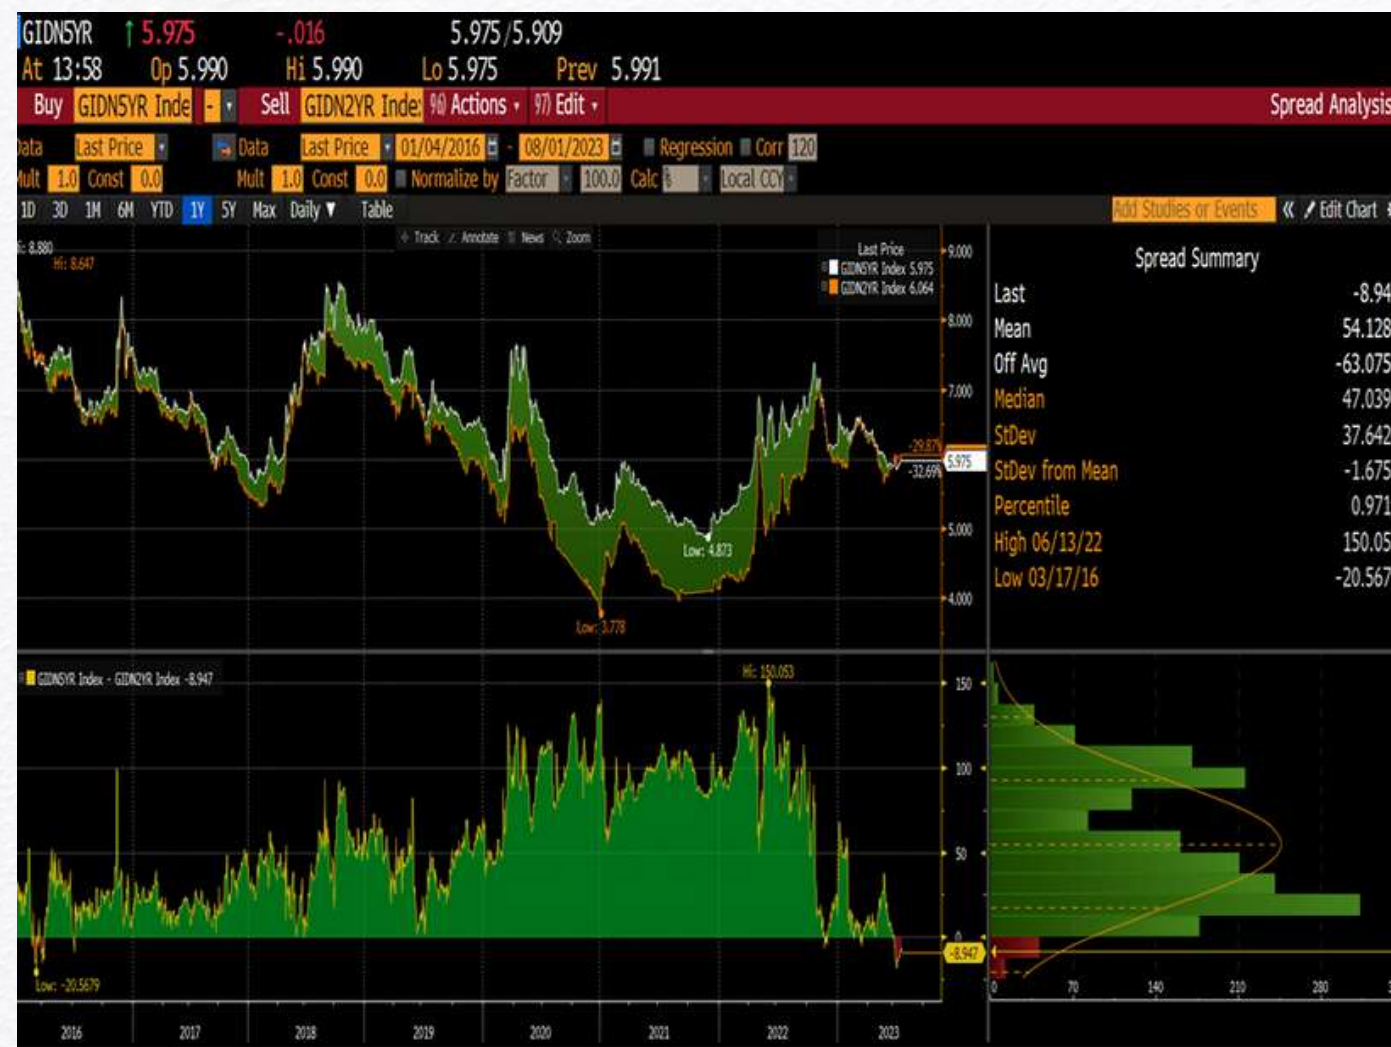 GIDN5YR ↑ 5.975 -.016 5.975/5.909
At 13:58 Op 5.990 Hi 5.990 Lo 5.975 Prev 5.991
Buy GIDN5YR Inde - Sell GIDN2YR Inde 96) Actions 97) Edit Spread Analysis
Data Last Price Data Last Price 01/04/2016 - 08/01/2023 Regression Corr 120
Mult 1.0 Const 0.0 Mult 1.0 Const 0.0 Normalize by Factor 100.0 Calc Local CCY
1D 3D 1M 6M YTD 1Y 5Y Max Daily ▼ Table Add Studies or Events « Edit Chart
Track Annotate News Zoom
Hi: 8.880
Hi: 8.647
Last Price
GIDN5YR Index 5.975
GIDN2YR Index 6.064
9.000
8.000
7.000
-29.87%
5.975
-32.69%
5.000
Low: 4.873
4.000
Low: 3.778
Spread Summary
Last -8.94
Mean 54.128
Off Avg -63.075
Median 47.039
StDev 37.642
StDev from Mean -1.675
Percentile 0.971
High 06/13/22 150.05
Low 03/17/16 -20.567
GIDN5YR Index - GIDN2YR Index -8.947
Hi: 150.053
150
100
50
0
-8.947
Low: -20.5679
2016 2017 2018 2019 2020 2021 2022 2023
0 70 140 210 280